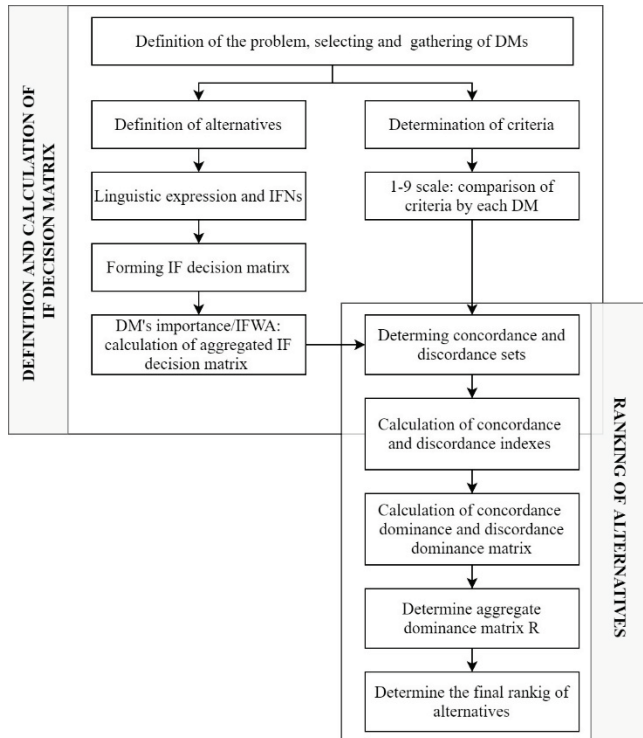 Definition of the problem, selecting and gathering of DMs
Definition of alternatives
Determination of criteria
Linguistic expression and IFNs
1-9 scale: comparison of
criteria by each DM
Forming IF decision matirx
DM's importance/IFWA:
calculation of aggregated IF
decision matrix
DEFINITION AND CALCULATION OF
IF DECISION MATRIX
Determing concordance and
discordance sets
Calculation of concordance
and discordance indexes
Calculation of concordance
dominance and discordance
dominance matrix
Determine aggregate
dominance matrix R
Determine the final rankig of
alternatives
RANKING OF ALTERNATIVES